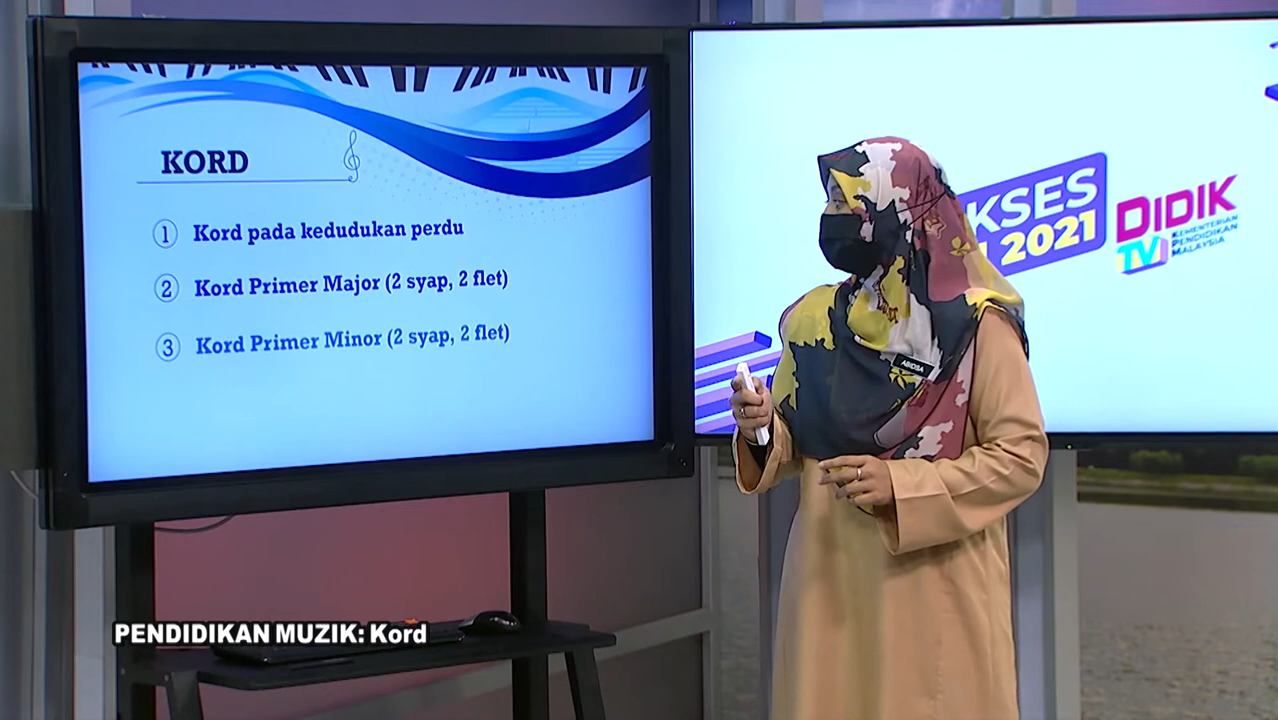 KORD
1 Kord pada kedudukan perdu
2 Kord Primer Major (2 syap, 2 flet)
3 Kord Primer Minor (2 syap, 2 flet)
KSES
2021
DIDIK
TV
KEMENTERIAN
PENDIDIKAN
MALAYSIA
ABIDSA
PENDIDIKAN MUZIK: Kord